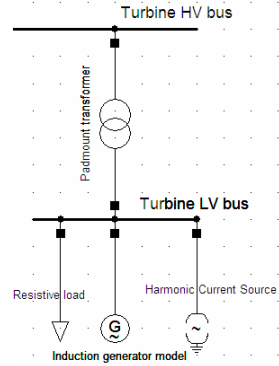 Turbine HV bus
Padmount transformer
Turbine LV bus
Resistive load
Harmonic Current Source
G
~
~
Induction generator model